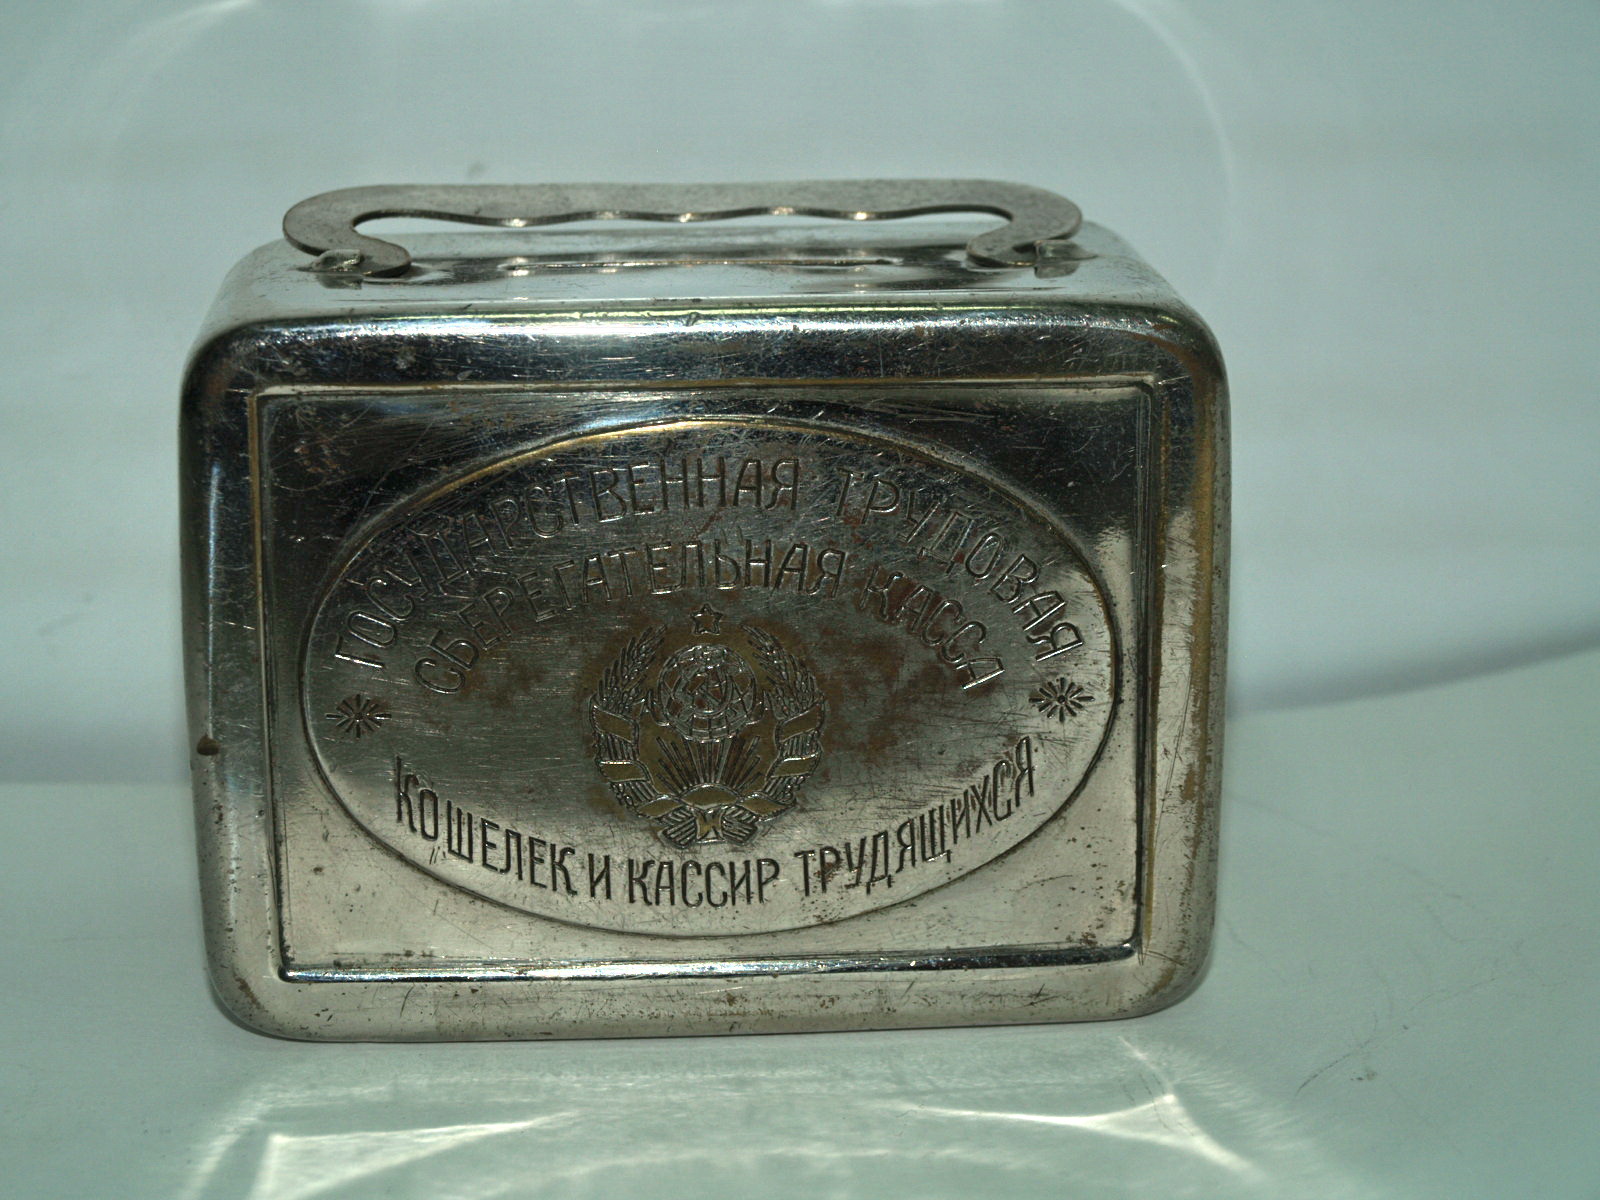 ГОСУДАРСТВЕННАЯ ТРУДОВАЯ
СБЕРЕГАТЕЛЬНАЯ КАССА
КОШЕЛЕК И КАССИР ТРУДЯЩИХСЯ